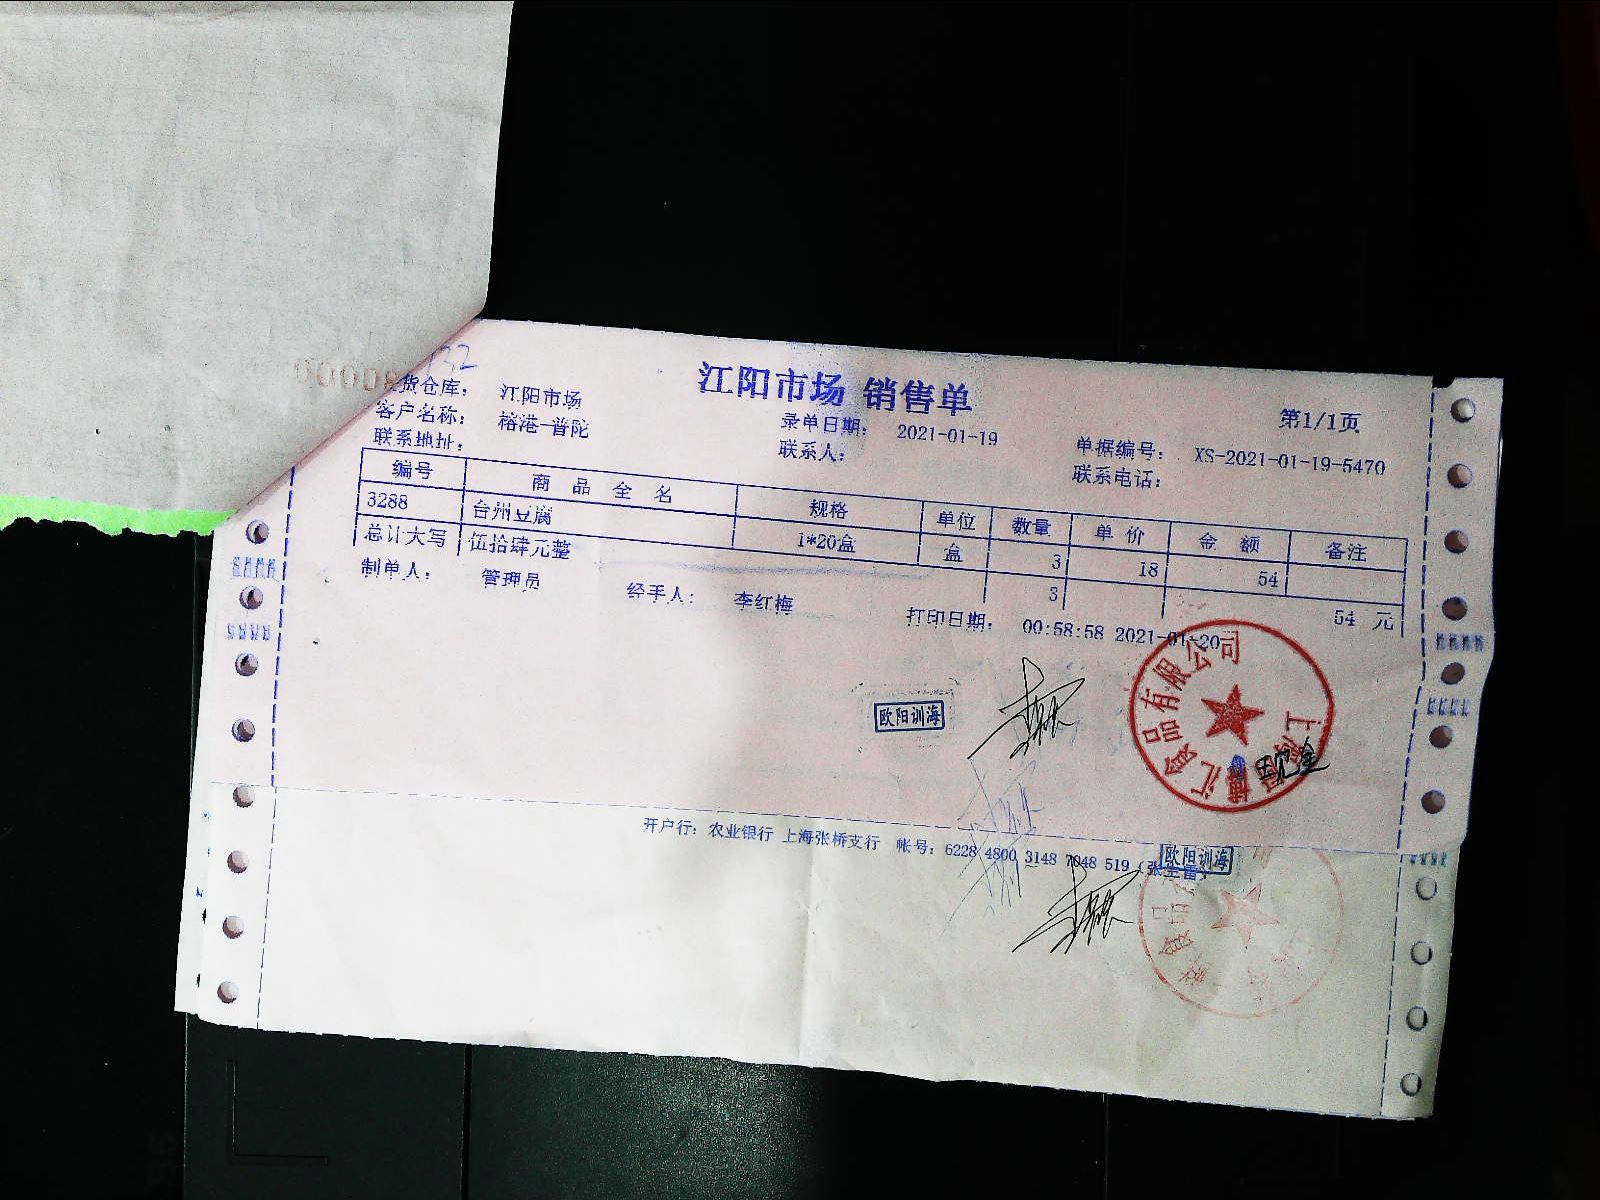 132
货仓库： 江阳市场
江阳市场 销售单
第1/1页
客户名称： 榕港-普陀
录单日期： 2021-01-19
单据编号： XS-2021-01-19-5470
联系地址：
联系人：
联系电话：
编号 商品全名 规格 单位 数量 单价 金额 备注
3288 台州豆腐 1*20盒 盒 3 18 54
总计大写 伍拾肆元整 3 54 元
制单人： 管理员 经手人： 李红梅 打印日期： 00:58:58 2021-01-20
食品有限公司
欧阳训海
现金
开户行：农业银行 上海张桥支行 帐号：6228 4800 3148 7048 519
欧阳训海